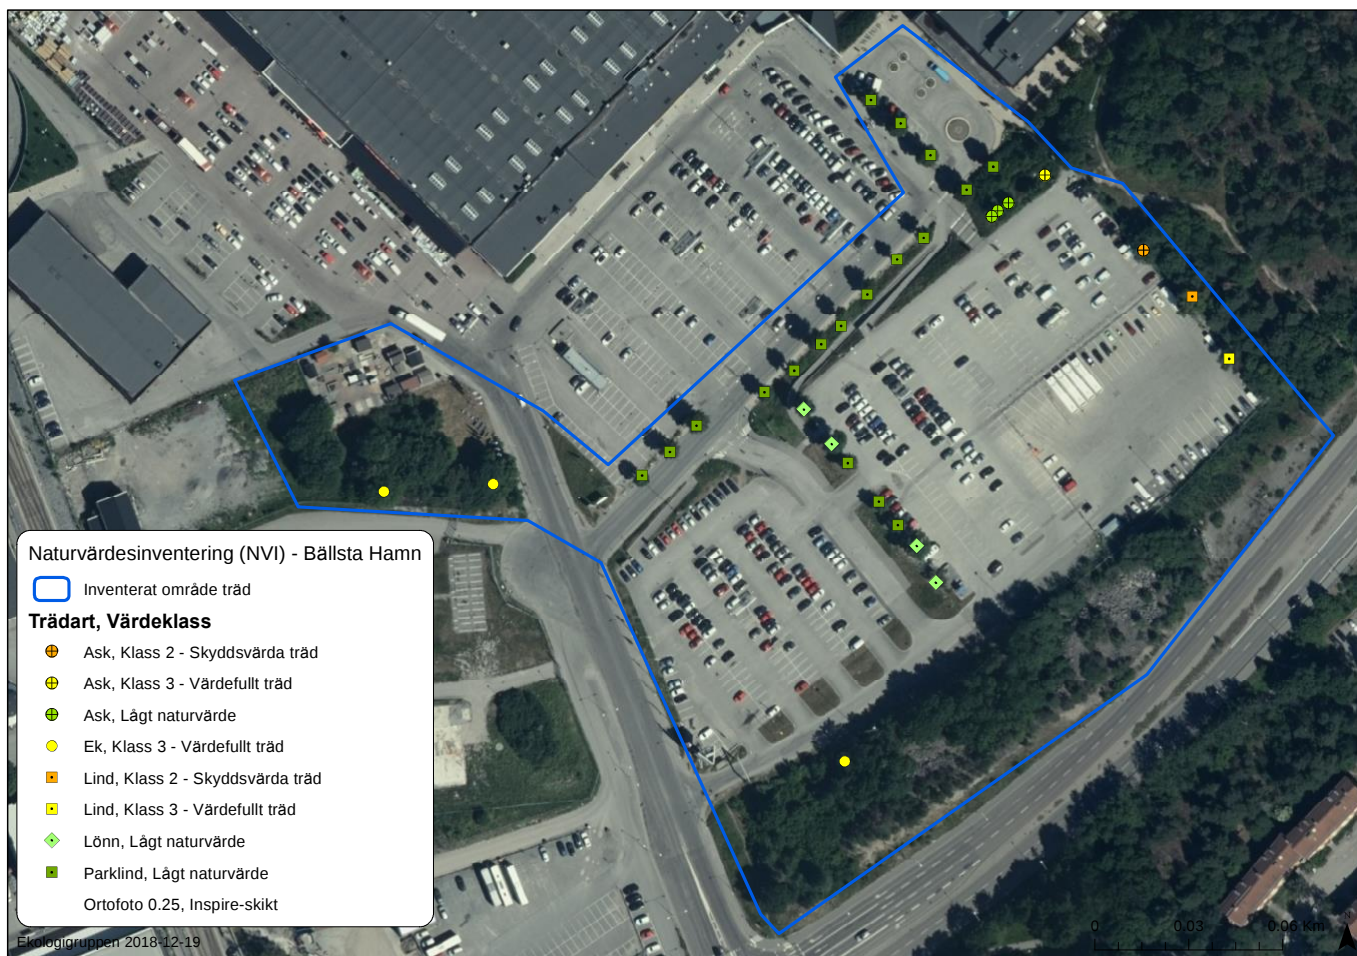 Naturvärdesinventering (NVI) - Bällsta Hamn
Inventerat område träd
Trädart, Värdeklass
Ask, Klass 2 - Skyddsvärda träd
Ask, Klass 3 - Värdefullt träd
Ask, Lågt naturvärde
Ek, Klass 3 - Värdefullt träd
Lind, Klass 2 - Skyddsvärda träd
Lind, Klass 3 - Värdefullt träd
Lönn, Lågt naturvärde
Parklind, Lågt naturvärde
Ortofoto 0.25, Inspire-skikt
Ekologigruppen 2018-12-19
0 0.03 0.06 Km